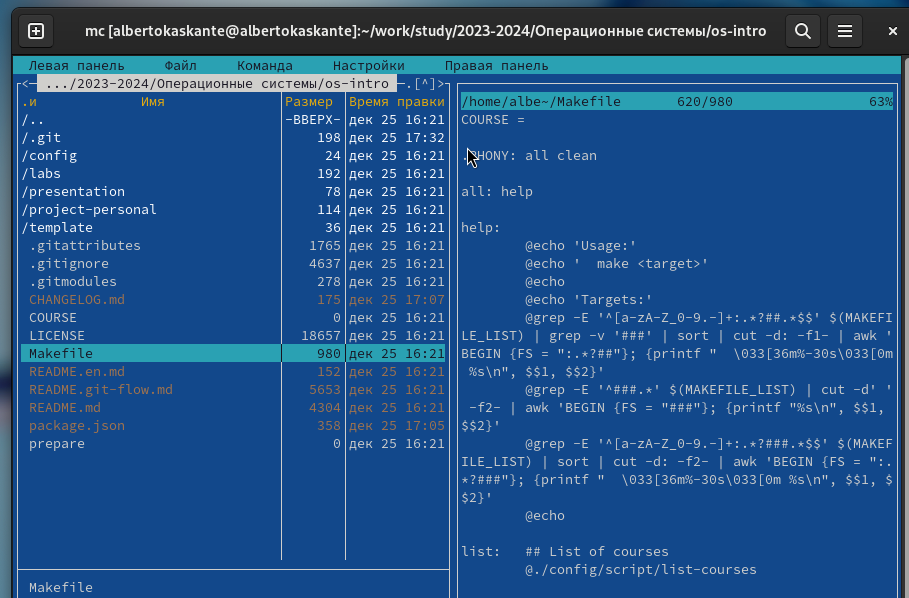 mc [albertokaskante@albertokaskante]:~/work/study/2023-2024/Операционные системы/os-intro
Левая панель Файл Команда Настройки Правая панель
<─ .../2023-2024/Операционные системы/os-intro ─.[^]>
.и Имя Размер Время правки
/.. -ВВЕРХ- дек 25 16:21
/.git 198 дек 25 17:32
/config 24 дек 25 16:21
/labs 192 дек 25 16:21
/presentation 78 дек 25 16:21
/project-personal 114 дек 25 16:21
/template 36 дек 25 16:21
.gitattributes 1765 дек 25 16:21
.gitignore 4637 дек 25 16:21
.gitmodules 278 дек 25 16:21
CHANGELOG.md 175 дек 25 17:07
COURSE 0 дек 25 16:21
LICENSE 18657 дек 25 16:21
Makefile 980 дек 25 16:21
README.en.md 152 дек 25 16:21
README.git-flow.md 5653 дек 25 16:21
README.md 4304 дек 25 16:21
package.json 358 дек 25 17:05
prepare 0 дек 25 16:21
Makefile
/home/albe~/Makefile 620/980 63%
COURSE =
.PHONY: all clean
all: help
help:
@echo 'Usage:'
@echo '  make <target>'
@echo
@echo 'Targets:'
@grep -E '^[a-zA-Z_0-9.-]+:.*?##.*$$' $(MAKEFI
LE_LIST) | grep -v '###' | sort | cut -d: -f1- | awk '
BEGIN {FS = ":.*?##"}; {printf "  \033[36m%-30s\033[0m
%s\n", $$1, $$2}'
@grep -E '^###.*' $(MAKEFILE_LIST) | cut -d' '
-f2- | awk 'BEGIN {FS = "###"}; {printf "%s\n", $$1,
$$2}'
@grep -E '^[a-zA-Z_0-9.-]+:.*?###.*$$' $(MAKEF
ILE_LIST) | sort | cut -d: -f2- | awk 'BEGIN {FS = ":.
*?###"}; {printf "  \033[36m%-30s\033[0m %s\n", $$1, $
$2}'
@echo
list: ## List of courses
@./config/script/list-courses